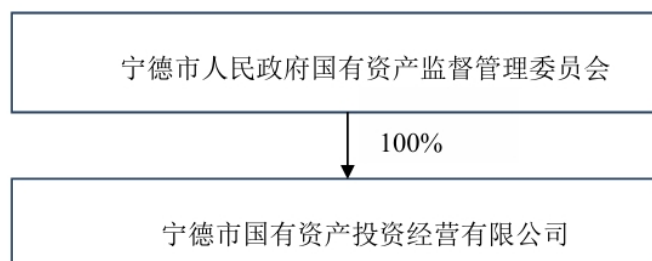 宁德市人民政府国有资产监督管理委员会
100%
宁德市国有资产投资经营有限公司